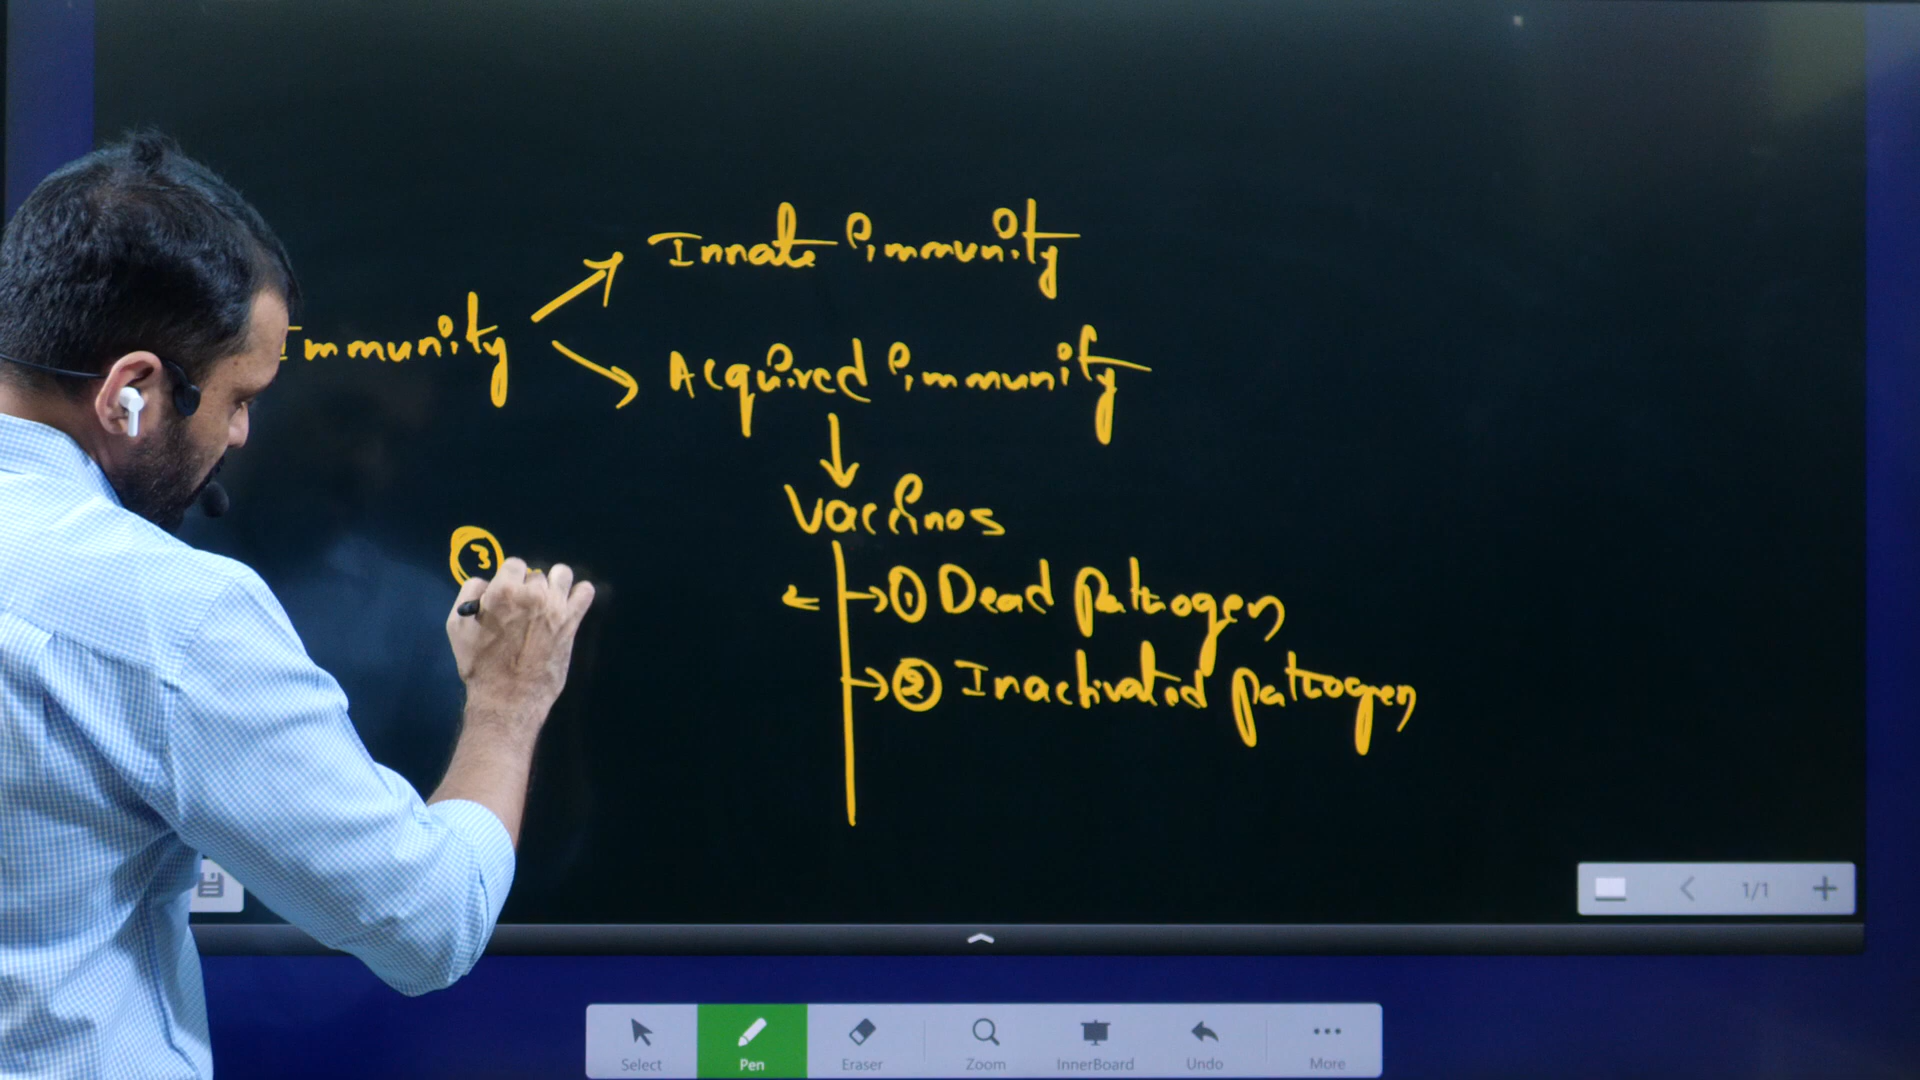 Innate immunity
Immunity
Acquired immunity
Vaccines
③
① Dead pathogen
② Inactivated pathogen
1/1
Select Pen Eraser Zoom InnerBoard Undo More